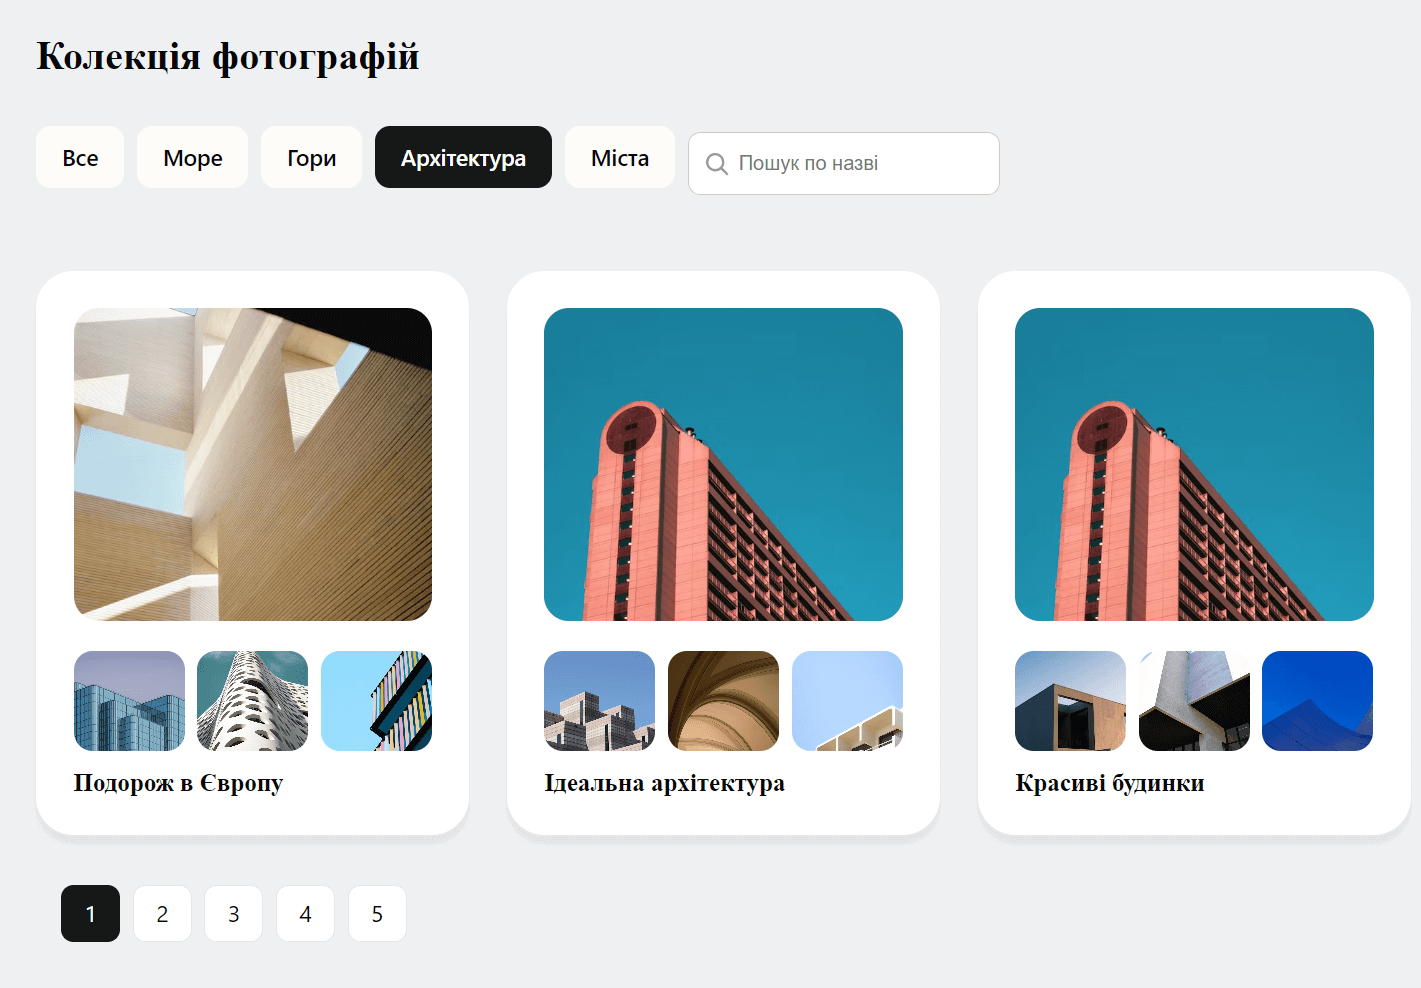 Колекція фотографій
Все Море Гори Архітектура Міста Пошук по назві
Подорож в Європу Ідеальна архітектура Красиві будинки
1 2 3 4 5